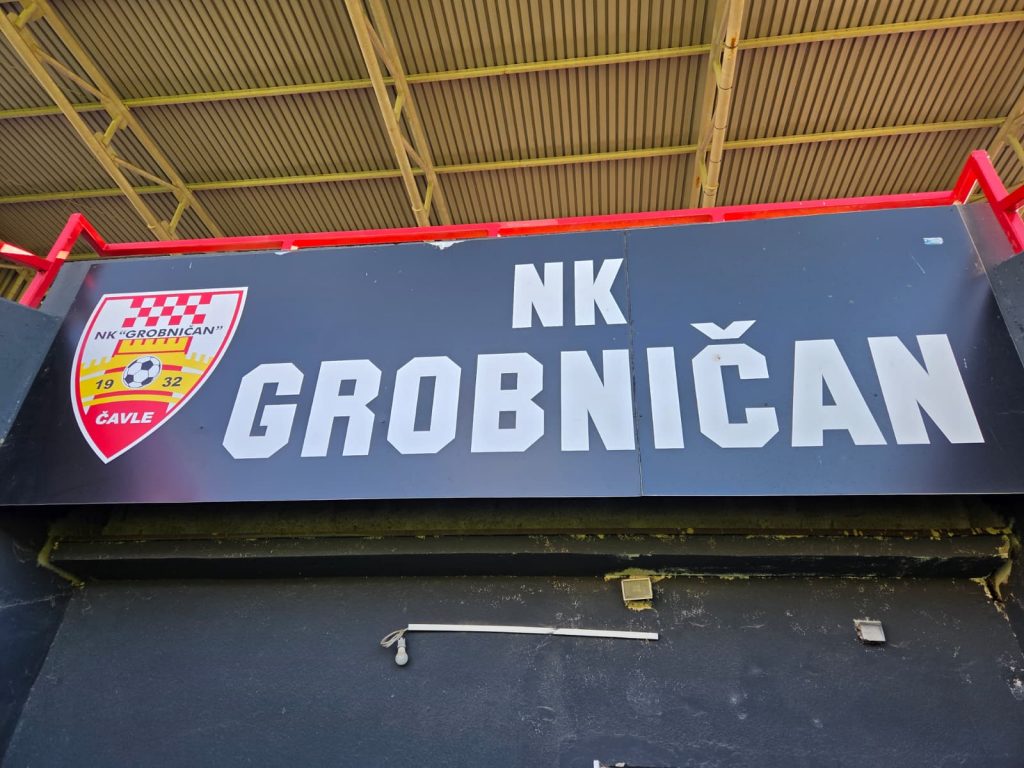 NK "GROBNIČAN"
19 32
ČAVLE
NK
GROBNIČAN